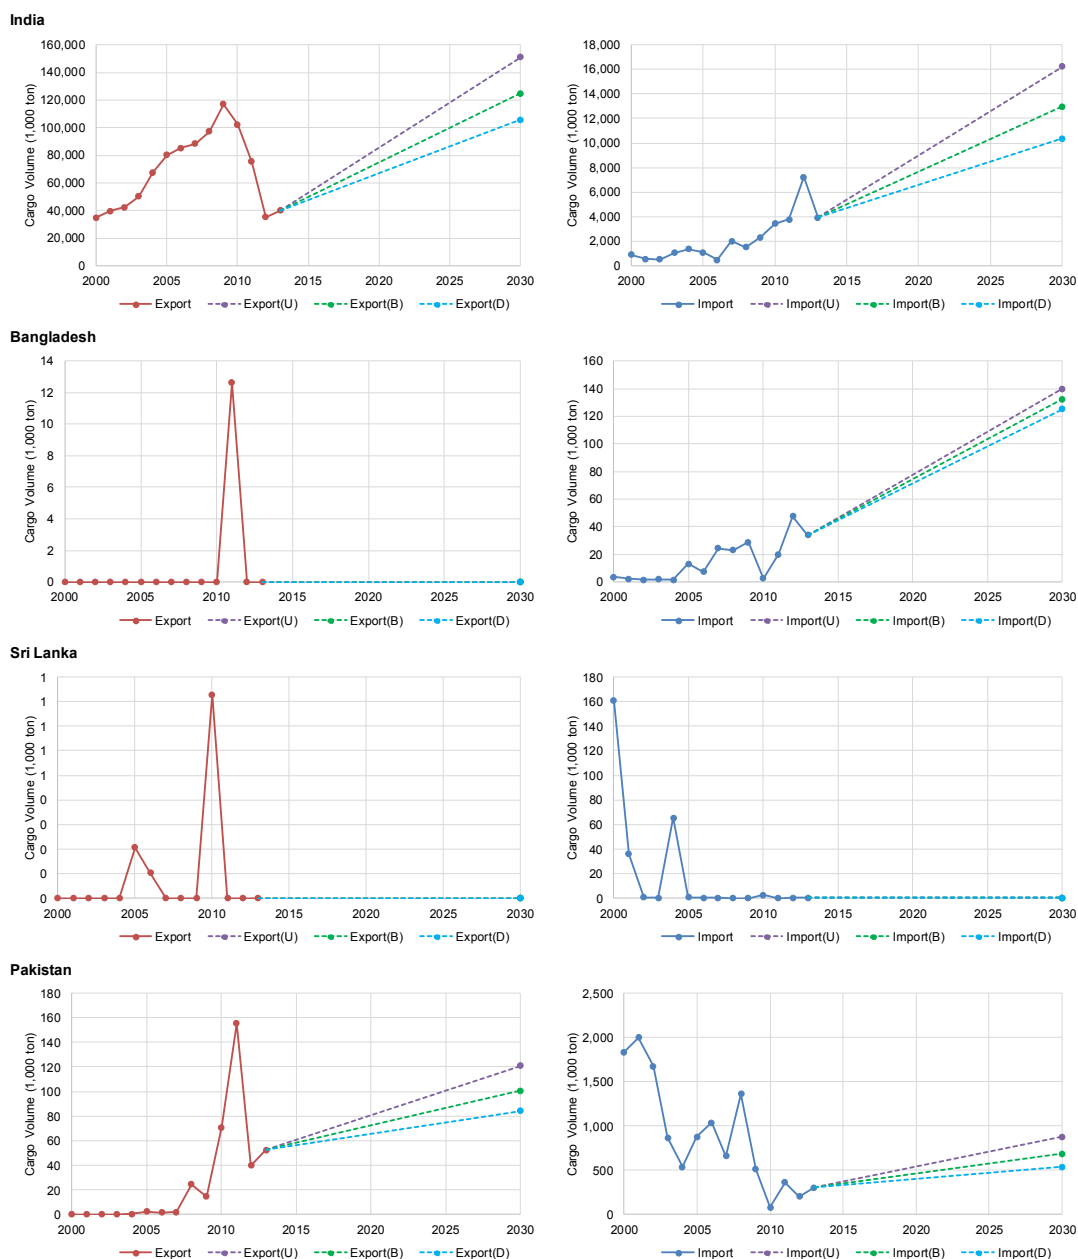 India
Cargo Volume (1,000 ton)
160,000
140,000
120,000
100,000
80,000
60,000
40,000
20,000
0
2000 2005 2010 2015 2020 2025 2030
Export Export(U) Export(B) Export(D)
Cargo Volume (1,000 ton)
18,000
16,000
14,000
12,000
10,000
8,000
6,000
4,000
2,000
0
2000 2005 2010 2015 2020 2025 2030
Import Import(U) Import(B) Import(D)
Bangladesh
Cargo Volume (1,000 ton)
14
12
10
8
6
4
2
0
2000 2005 2010 2015 2020 2025 2030
Export Export(U) Export(B) Export(D)
Cargo Volume (1,000 ton)
160
140
120
100
80
60
40
20
0
2000 2005 2010 2015 2020 2025 2030
Import Import(U) Import(B) Import(D)
Sri Lanka
Cargo Volume (1,000 ton)
1
1
1
1
1
0
0
0
0
0
2000 2005 2010 2015 2020 2025 2030
Export Export(U) Export(B) Export(D)
Cargo Volume (1,000 ton)
180
160
140
120
100
80
60
40
20
0
2000 2005 2010 2015 2020 2025 2030
Import Import(U) Import(B) Import(D)
Pakistan
Cargo Volume (1,000 ton)
180
160
140
120
100
80
60
40
20
0
2000 2005 2010 2015 2020 2025 2030
Export Export(U) Export(B) Export(D)
Cargo Volume (1,000 ton)
2,500
2,000
1,500
1,000
500
0
2000 2005 2010 2015 2020 2025 2030
Import Import(U) Import(B) Import(D)